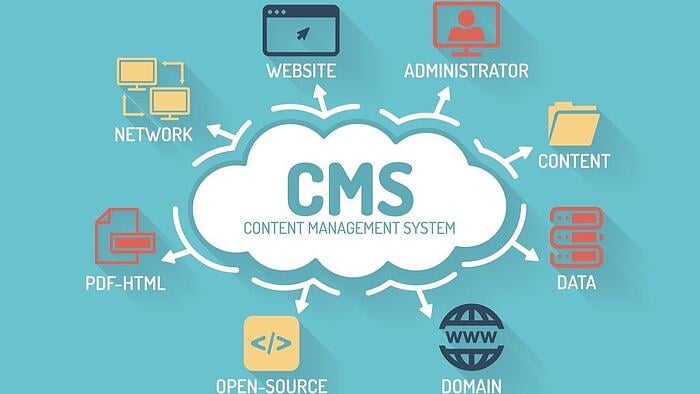 WEBSITE
ADMINISTRATOR
NETWORK
CONTENT
CMS
CONTENT MANAGEMENT SYSTEM
PDF-HTML
DATA
</>
WWW
OPEN-SOURCE
DOMAIN